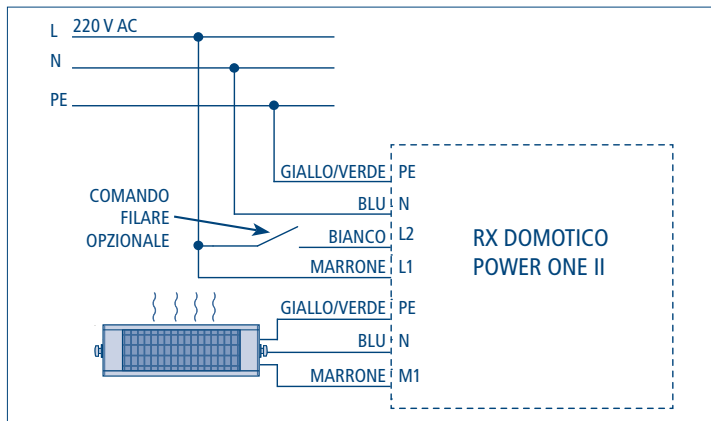 L 220 V AC
N
PE
GIALLO/VERDE PE
COMANDO
FILARE
OPZIONALE
BLU N
BIANCO L2
MARRONE L1
RX DOMOTICO
POWER ONE II
GIALLO/VERDE PE
BLU N
MARRONE M1